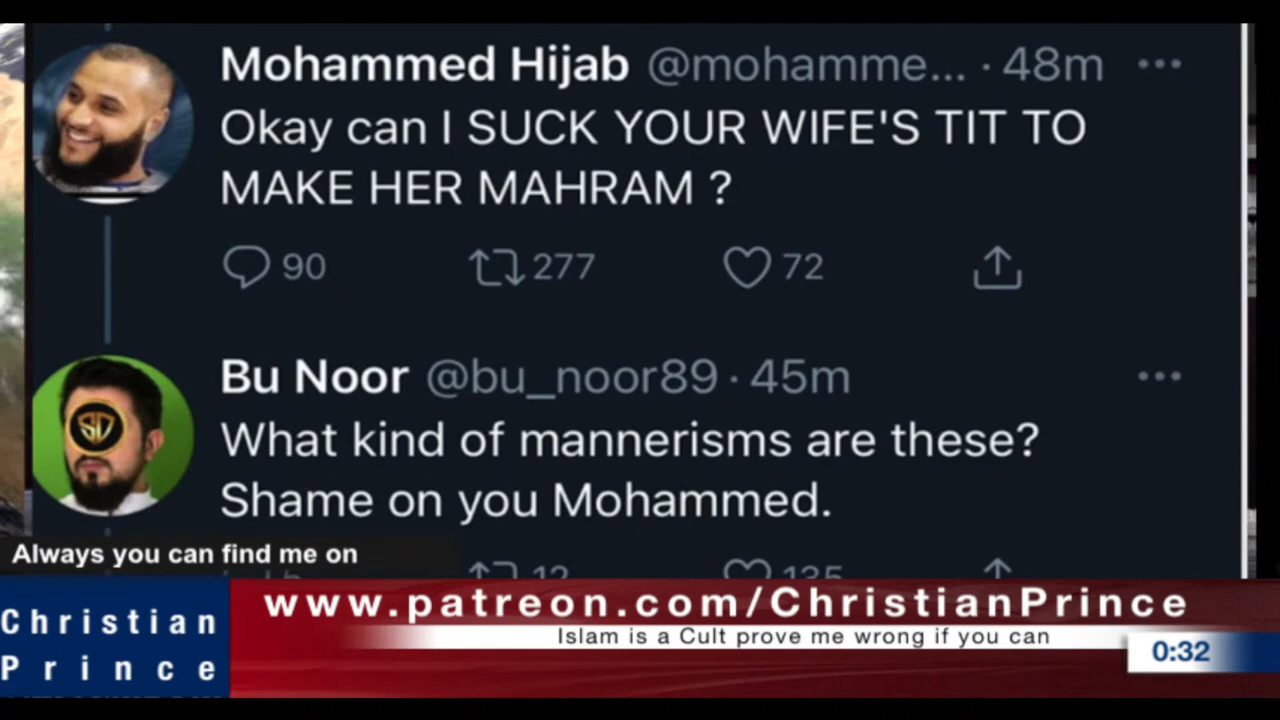 Mohammed Hijab @mohamme... · 48m
Okay can I SUCK YOUR WIFE'S TIT TO
MAKE HER MAHRAM ?
90 277 72
Bu Noor @bu_noor89 · 45m
What kind of mannerisms are these?
Shame on you Mohammed.
12 135
Always you can find me on
www.patreon.com/ChristianPrince
Christian
Prince
Islam is a Cult prove me wrong if you can
0:32